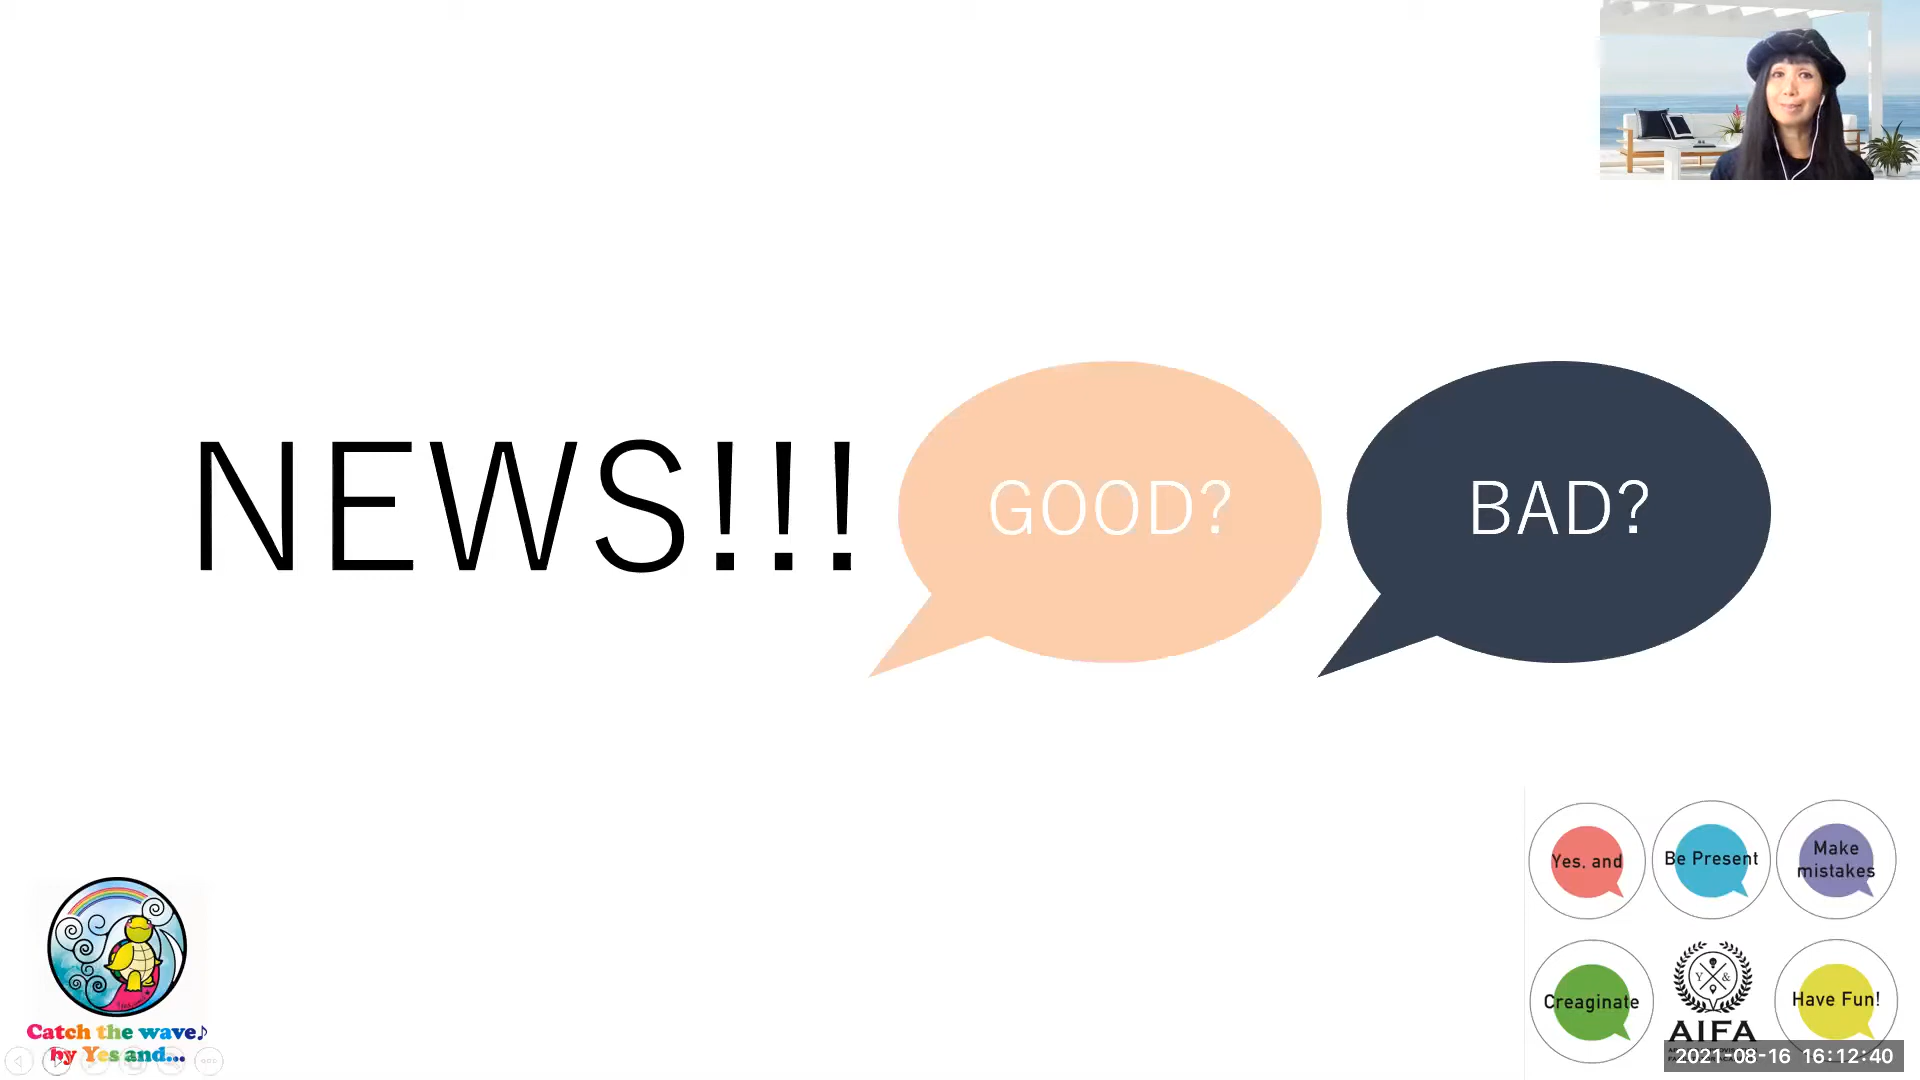 NEWS!!!
GOOD?
BAD?
Yes, and
Be Present
Make
mistakes
Creaginate
Y &
AIFA
Have Fun!
Catch the wave♪
by Yes and...
2021-08-16 16:12:40